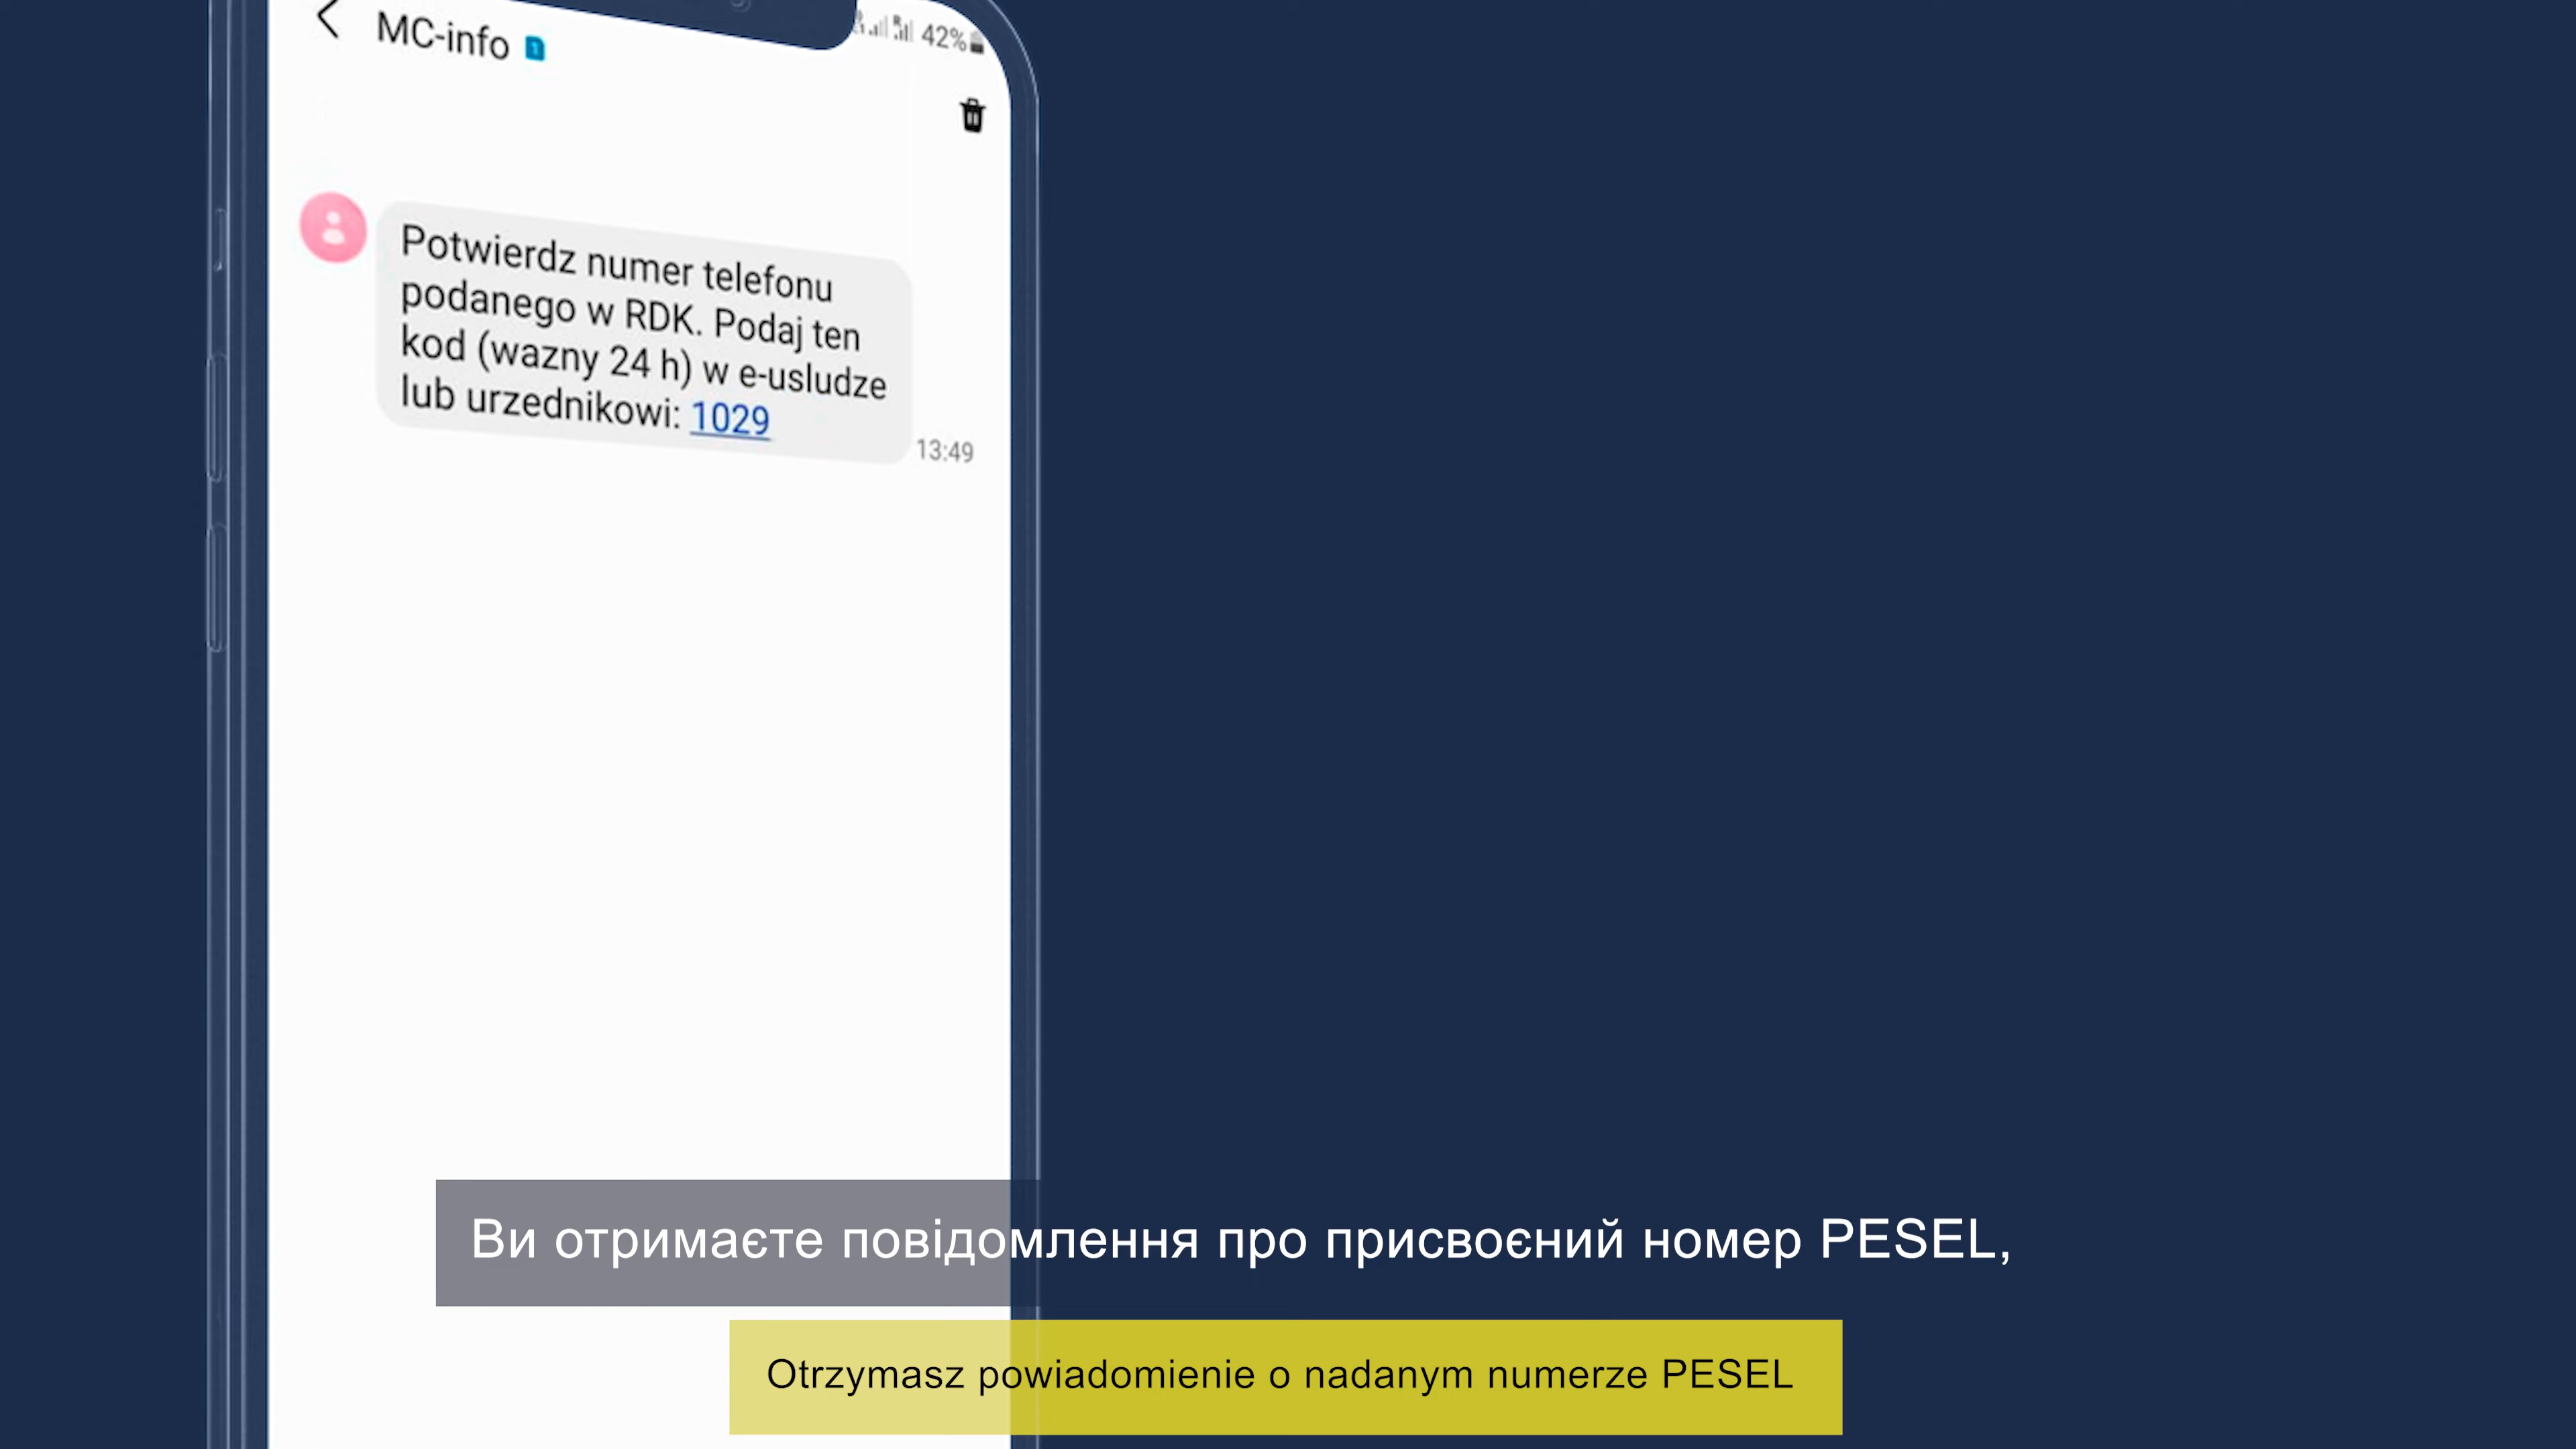 MC-info 1
42%
Potwierdz numer telefonu
podanego w RDK. Podaj ten
kod (wazny 24 h) w e-usludze
lub urzednikowi: 1029
13:49
Ви отримаєте повідомлення про присвоєний номер PESEL,
Otrzymasz powiadomienie o nadanym numerze PESEL